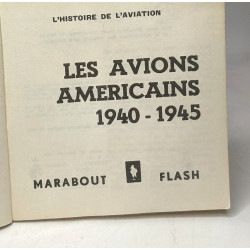 L'HISTOIRE DE L'AVIATION
LES AVIONS
AMERICAINS
1940 - 1945
MARABOUT FLASH